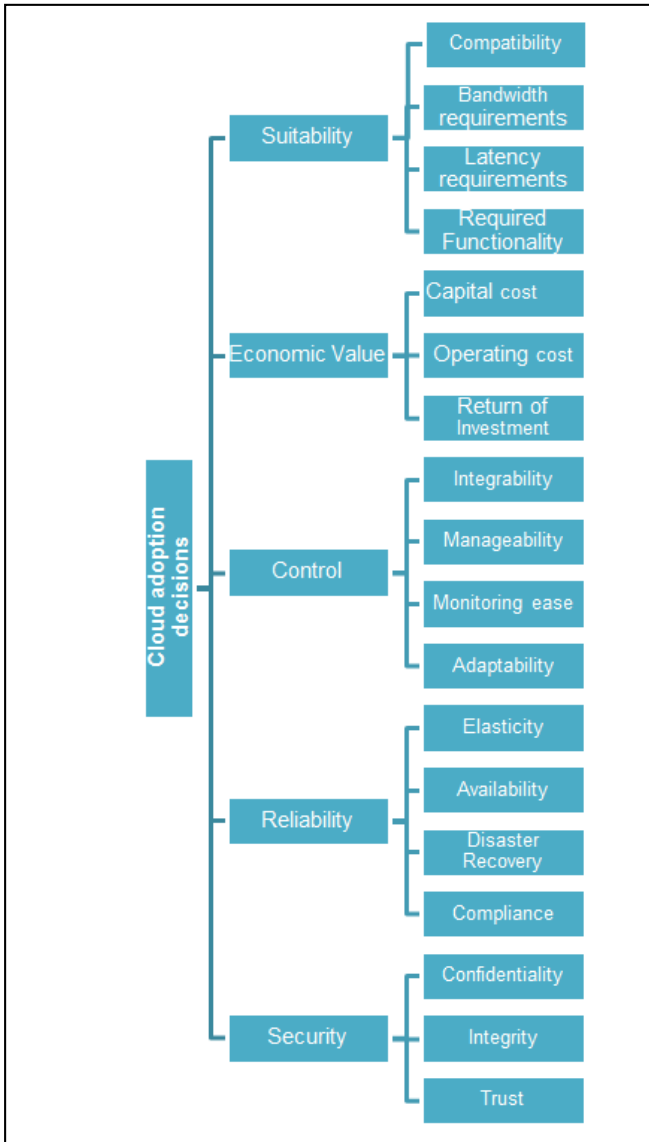 Cloud adoption
decisions
Suitability
Compatibility
Bandwidth
requirements
Latency
requirements
Required
Functionality
Economic Value
Capital cost
Operating cost
Return of
Investment
Control
Integrability
Manageability
Monitoring ease
Adaptability
Reliability
Elasticity
Availability
Disaster
Recovery
Compliance
Security
Confidentiality
Integrity
Trust